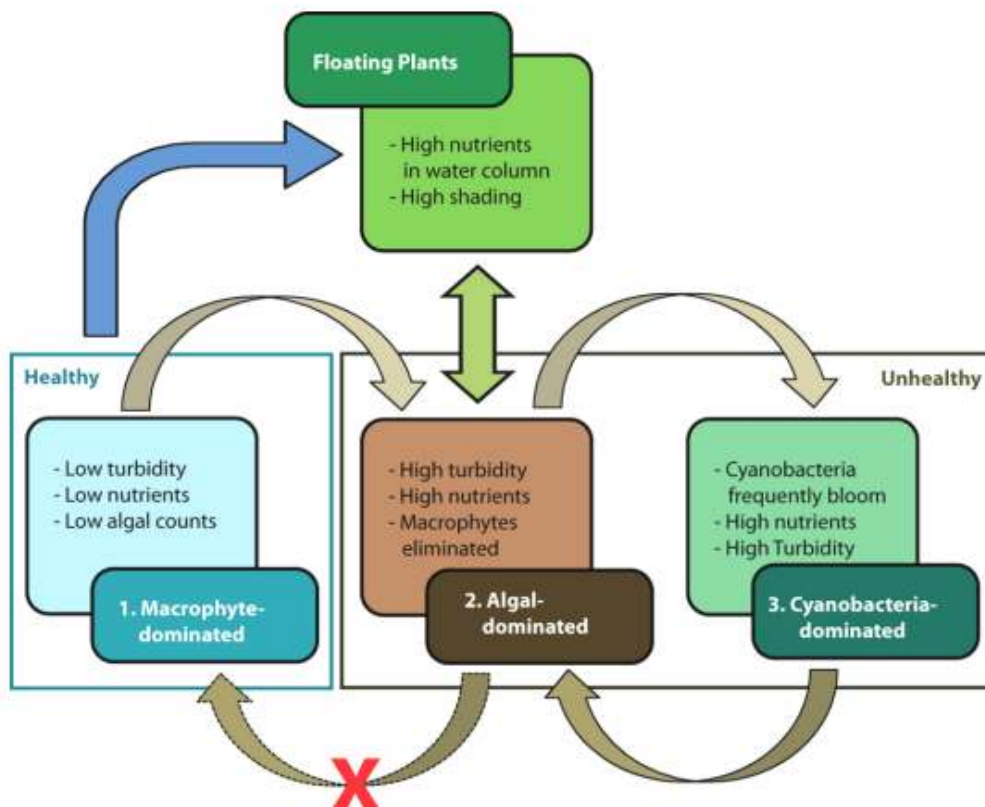 Floating Plants
- High nutrients
in water column
- High shading
Healthy
- Low turbidity
- Low nutrients
- Low algal counts
1. Macrophyte-
dominated
Unhealthy
- High turbidity
- High nutrients
- Macrophytes
eliminated
2. Algal-
dominated
- Cyanobacteria
frequently bloom
- High nutrients
- High Turbidity
3. Cyanobacteria-
dominated
X